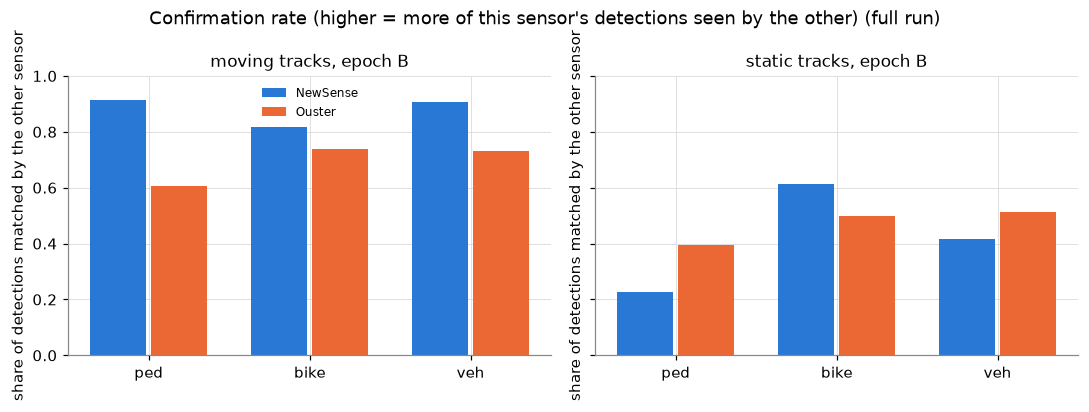 Confirmation rate (higher = more of this sensor's detections seen by the other) (full run)
moving tracks, epoch B
share of detections matched by the other sensor
1.0
0.8
0.6
0.4
0.2
0.0
NewSense
Ouster
ped
bike
veh
static tracks, epoch B
share of detections matched by the other sensor
ped
bike
veh